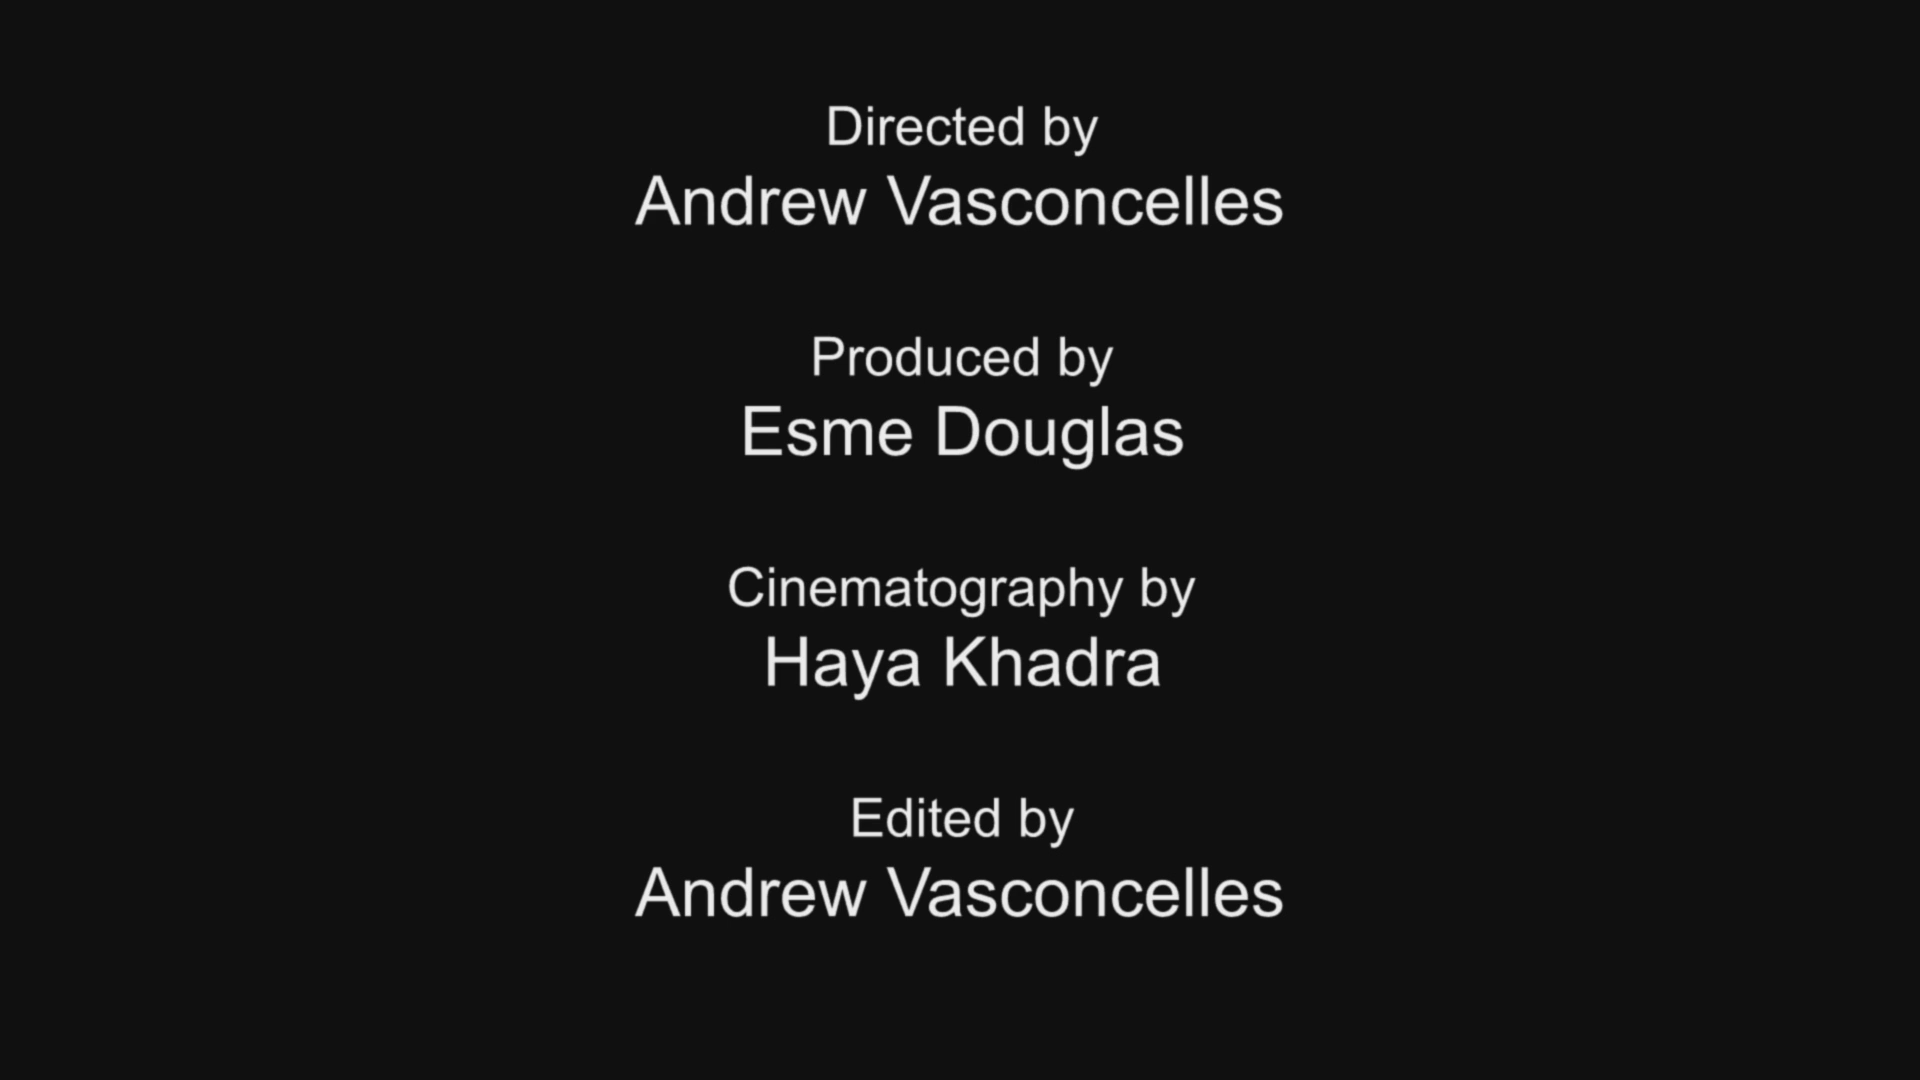 Directed by
Andrew Vasconcelles
Produced by
Esme Douglas
Cinematography by
Haya Khadra
Edited by
Andrew Vasconcelles